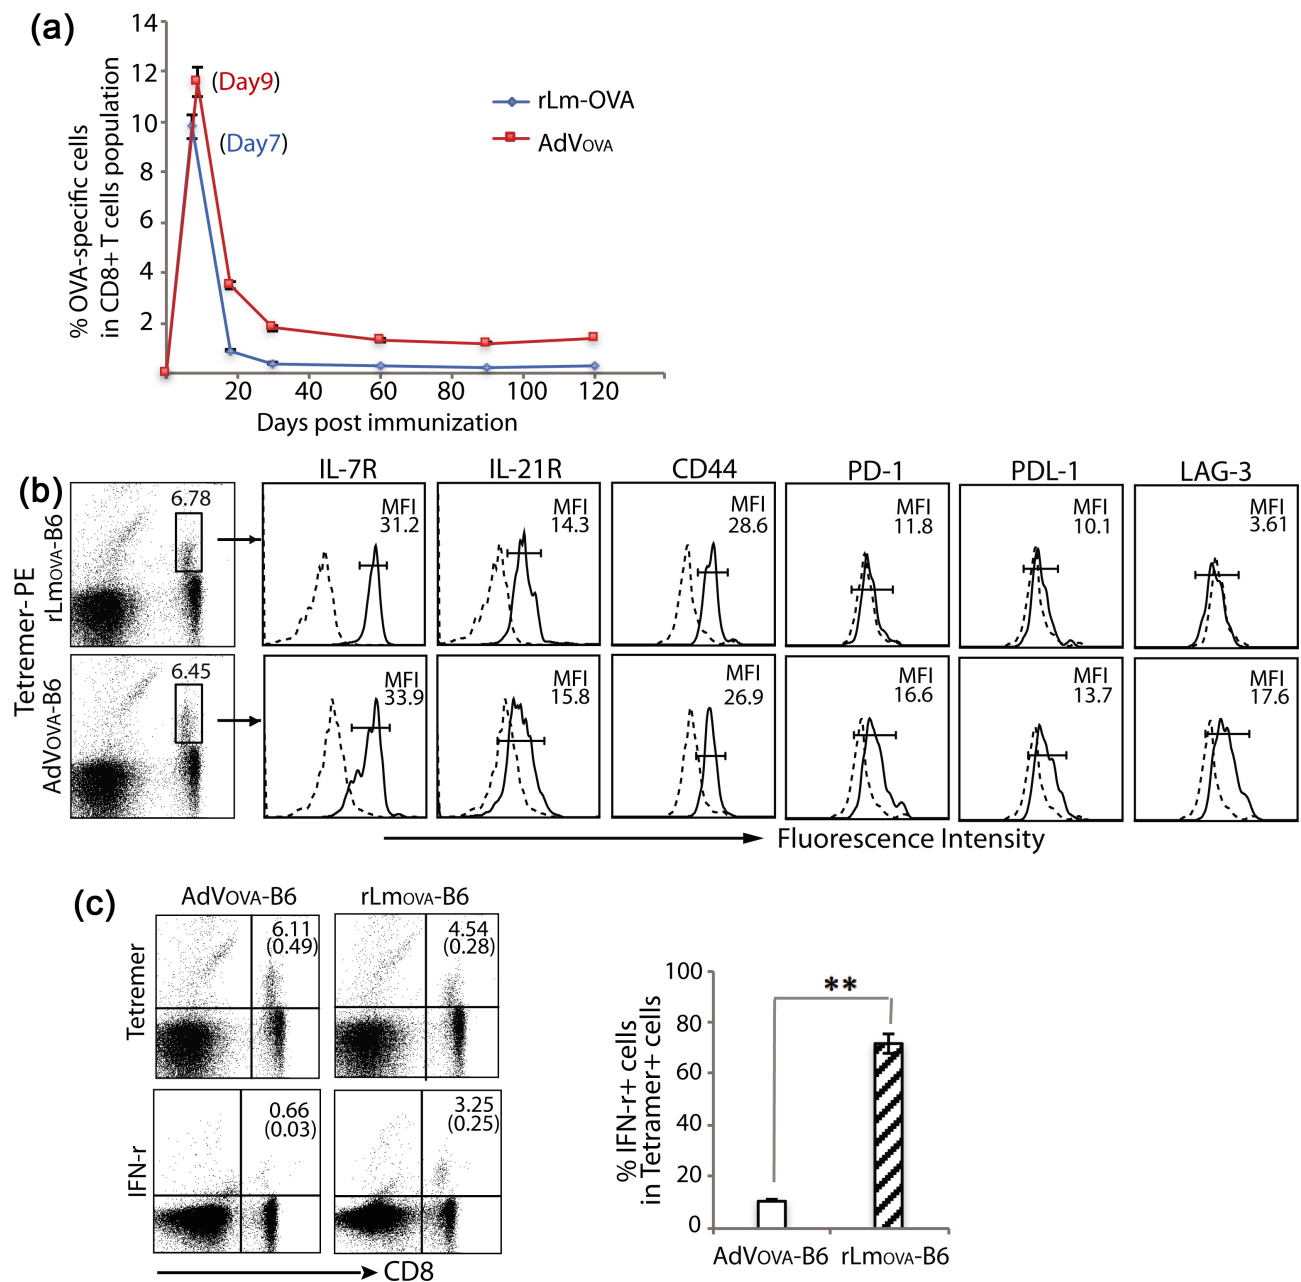 (a)
14
12
10
8
6
4
2
% OVA-specific cells
in CD8+ T cells population
(Day9)
(Day7)
rLm-OVA
AdVOVA
20 40 60 80 100 120
Days post immunization
(b)
IL-7R IL-21R CD44 PD-1 PDL-1 LAG-3
Tetremer-PE
rLmOVA-B6
6.78
MFI
31.2
MFI
14.3
MFI
28.6
MFI
11.8
MFI
10.1
MFI
3.61
AdVOVA-B6
6.45
MFI
33.9
MFI
15.8
MFI
26.9
MFI
16.6
MFI
13.7
MFI
17.6
Fluorescence Intensity
(c)
AdVOVA-B6 rLmOVA-B6
Tetremer
6.11
(0.49)
4.54
(0.28)
IFN-r
0.66
(0.03)
3.25
(0.25)
CD8
% IFN-r+ cells
in Tetramer+ cells
100
80
60
40
20
0
**
AdVOVA-B6 rLmOVA-B6